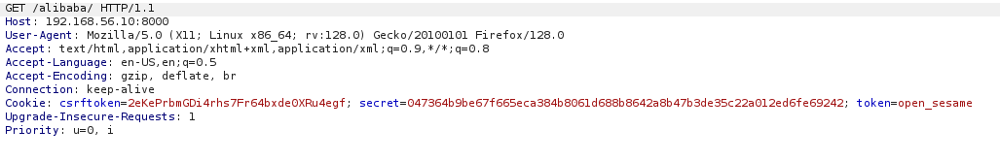 GET /alibaba/ HTTP/1.1
Host: 192.168.56.10:8000
User-Agent: Mozilla/5.0 (X11; Linux x86_64; rv:128.0) Gecko/20100101 Firefox/128.0
Accept: text/html,application/xhtml+xml,application/xml;q=0.9,*/*;q=0.8
Accept-Language: en-US,en;q=0.5
Accept-Encoding: gzip, deflate, br
Connection: keep-alive
Cookie: csrftoken=2eKePrbmGDi4rhs7Fr64bxde0XRu4egf; secret=047364b9be67f665eca384b8061d688b8642a8b47b3de35c22a012ed6fe69242; token=open_sesame
Upgrade-Insecure-Requests: 1
Priority: u=0, i